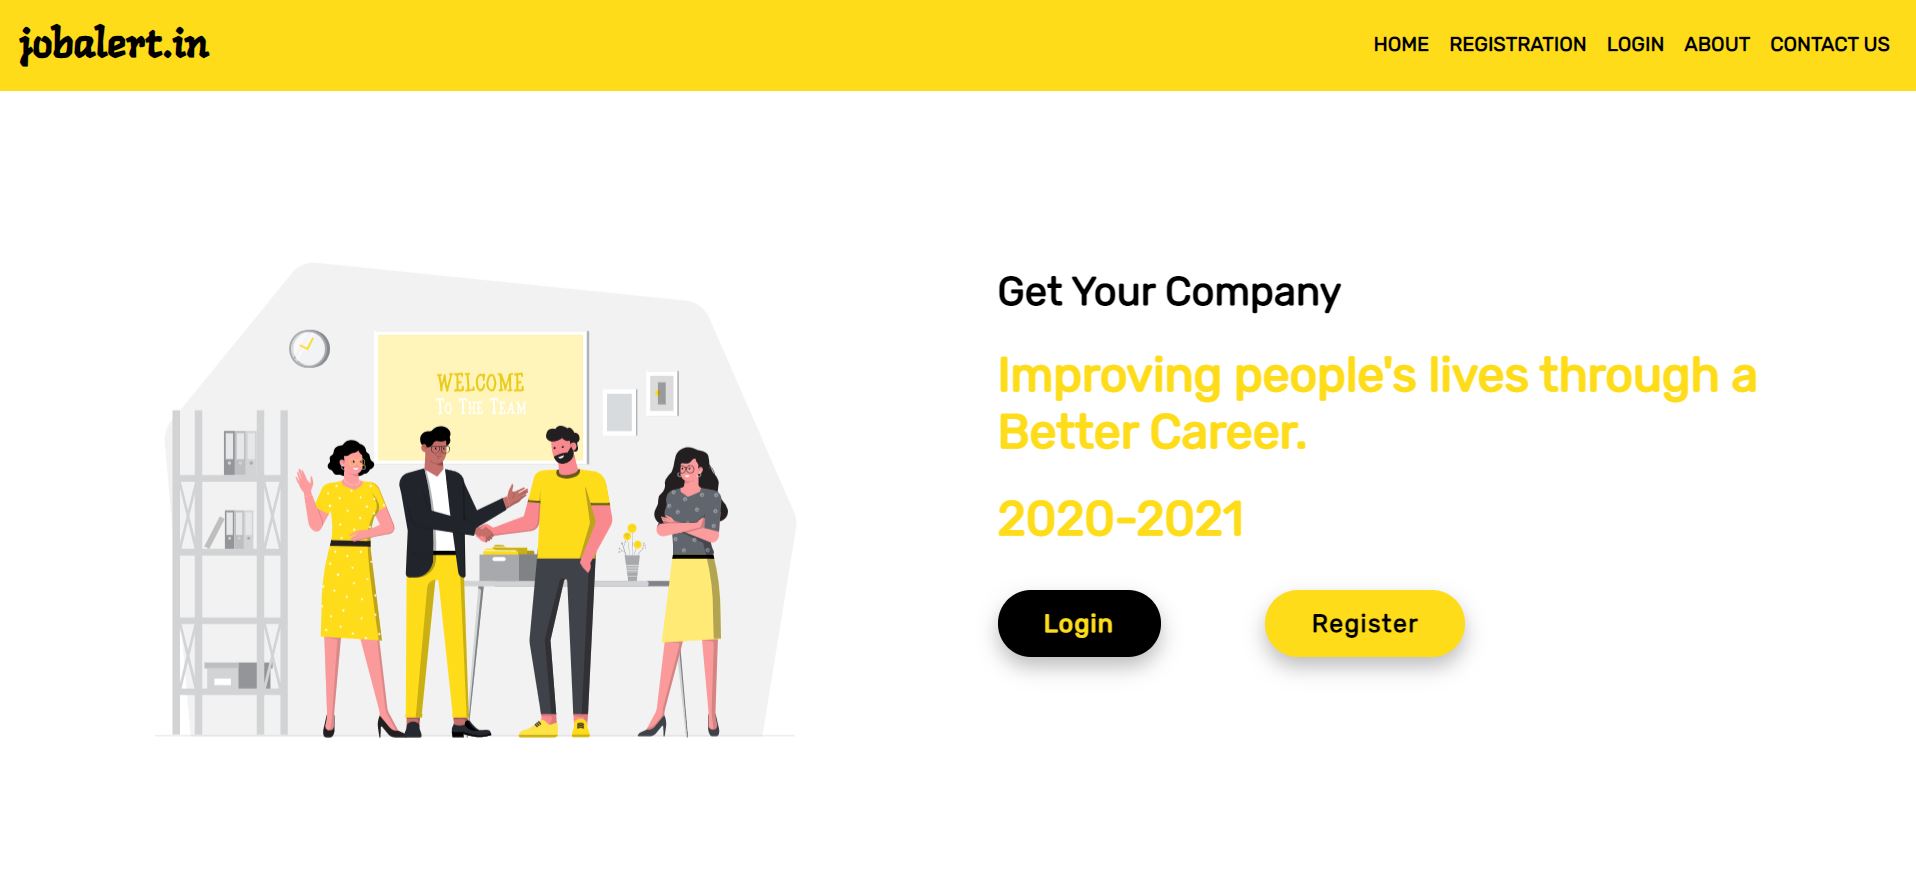 jobalert.in
HOME REGISTRATION LOGIN ABOUT CONTACT US
WELCOME
To The Team
Get Your Company
Improving people's lives through a
Better Career.
2020-2021
Login Register